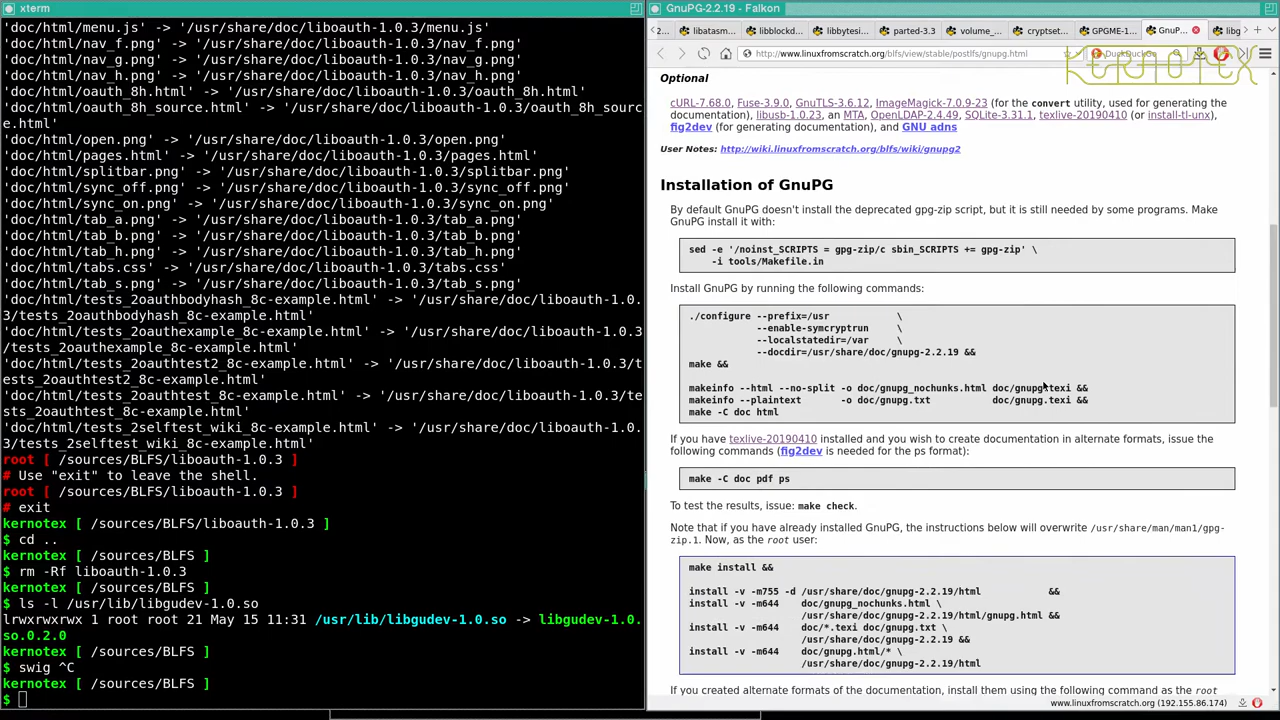 xterm
'doc/html/menu.js' -> '/usr/share/doc/liboauth-1.0.3/menu.js'
'doc/html/nav_f.png' -> '/usr/share/doc/liboauth-1.0.3/nav_f.png'
'doc/html/nav_g.png' -> '/usr/share/doc/liboauth-1.0.3/nav_g.png'
'doc/html/nav_h.png' -> '/usr/share/doc/liboauth-1.0.3/nav_h.png'
'doc/html/oauth_8h.html' -> '/usr/share/doc/liboauth-1.0.3/oauth_8h.html'
'doc/html/oauth_8h_source.html' -> '/usr/share/doc/liboauth-1.0.3/oauth_8h_sourc
e.html'
'doc/html/open.png' -> '/usr/share/doc/liboauth-1.0.3/open.png'
'doc/html/pages.html' -> '/usr/share/doc/liboauth-1.0.3/pages.html'
'doc/html/splitbar.png' -> '/usr/share/doc/liboauth-1.0.3/splitbar.png'
'doc/html/sync_off.png' -> '/usr/share/doc/liboauth-1.0.3/sync_off.png'
'doc/html/sync_on.png' -> '/usr/share/doc/liboauth-1.0.3/sync_on.png'
'doc/html/tab_a.png' -> '/usr/share/doc/liboauth-1.0.3/tab_a.png'
'doc/html/tab_b.png' -> '/usr/share/doc/liboauth-1.0.3/tab_b.png'
'doc/html/tab_h.png' -> '/usr/share/doc/liboauth-1.0.3/tab_h.png'
'doc/html/tabs.css' -> '/usr/share/doc/liboauth-1.0.3/tabs.css'
'doc/html/tab_s.png' -> '/usr/share/doc/liboauth-1.0.3/tab_s.png'
'doc/html/tests_2oauthbodyhash_8c-example.html' -> '/usr/share/doc/liboauth-1.0.
3/tests_2oauthbodyhash_8c-example.html'
'doc/html/tests_2oauthexample_8c-example.html' -> '/usr/share/doc/liboauth-1.0.3
/tests_2oauthexample_8c-example.html'
'doc/html/tests_2oauthtest2_8c-example.html' -> '/usr/share/doc/liboauth-1.0.3/t
ests_2oauthtest2_8c-example.html'
'doc/html/tests_2oauthtest_8c-example.html' -> '/usr/share/doc/liboauth-1.0.3/te
sts_2oauthtest_8c-example.html'
'doc/html/tests_2selftest_wiki_8c-example.html' -> '/usr/share/doc/liboauth-1.0.
3/tests_2selftest_wiki_8c-example.html'
root [ /sources/BLFS/liboauth-1.0.3 ]
# Use "exit" to leave the shell.
root [ /sources/BLFS/liboauth-1.0.3 ]
# exit
kernotex [ /sources/BLFS/liboauth-1.0.3 ]
$ cd ..
kernotex [ /sources/BLFS ]
$ rm -Rf liboauth-1.0.3
kernotex [ /sources/BLFS ]
$ ls -l /usr/lib/libgudev-1.0.so
lrwxrwxrwx 1 root root 21 May 15 11:31 /usr/lib/libgudev-1.0.so -> libgudev-1.0.
so.0.2.0
kernotex [ /sources/BLFS ]
$ swig ^C
kernotex [ /sources/BLFS ]
$
GnuPG-2.2.19 - Falkon
2... libatasm... libblockd... libbytesi... parted-3.3 volume_... cryptset... GPGME-1... GnuP... libg
http://www.linuxfromscratch.org/blfs/view/stable/postlfs/gnupg.html
DuckDuckGo
KERNOTEX
Optional
cURL-7.68.0, Fuse-3.9.0, GnuTLS-3.6.12, ImageMagick-7.0.9-23 (for the convert utility, used for generating the
documentation), libusb-1.0.23, an MTA, OpenLDAP-2.4.49, SQLite-3.31.1, texlive-20190410 (or install-tl-unx),
fig2dev (for generating documentation), and GNU adns
User Notes: http://wiki.linuxfromscratch.org/blfs/wiki/gnupg2
Installation of GnuPG
By default GnuPG doesn't install the deprecated gpg-zip script, but it is still needed by some programs. Make
GnuPG install it with:
sed -e '/noinst_SCRIPTS = gpg-zip/c sbin_SCRIPTS += gpg-zip' \
-i tools/Makefile.in
Install GnuPG by running the following commands:
./configure --prefix=/usr \
--enable-symcryptrun \
--localstatedir=/var \
--docdir=/usr/share/doc/gnupg-2.2.19 &&
make &&
makeinfo --html --no-split -o doc/gnupg_nochunks.html doc/gnupg.texi &&
makeinfo --plaintext -o doc/gnupg.txt doc/gnupg.texi &&
make -C doc html
If you have texlive-20190410 installed and you wish to create documentation in alternate formats, issue the
following commands (fig2dev is needed for the ps format):
make -C doc pdf ps
To test the results, issue: make check.
Note that if you have already installed GnuPG, the instructions below will overwrite /usr/share/man/man1/gpg-
zip.1. Now, as the root user:
make install &&
install -v -m755 -d /usr/share/doc/gnupg-2.2.19/html &&
install -v -m644 doc/gnupg_nochunks.html \
/usr/share/doc/gnupg-2.2.19/html/gnupg.html &&
install -v -m644 doc/*.texi doc/gnupg.txt \
/usr/share/doc/gnupg-2.2.19 &&
install -v -m644 doc/gnupg.html/* \
/usr/share/doc/gnupg-2.2.19/html
If you created alternate formats of the documentation, install them using the following command as the root
www.linuxfromscratch.org (192.155.86.174)